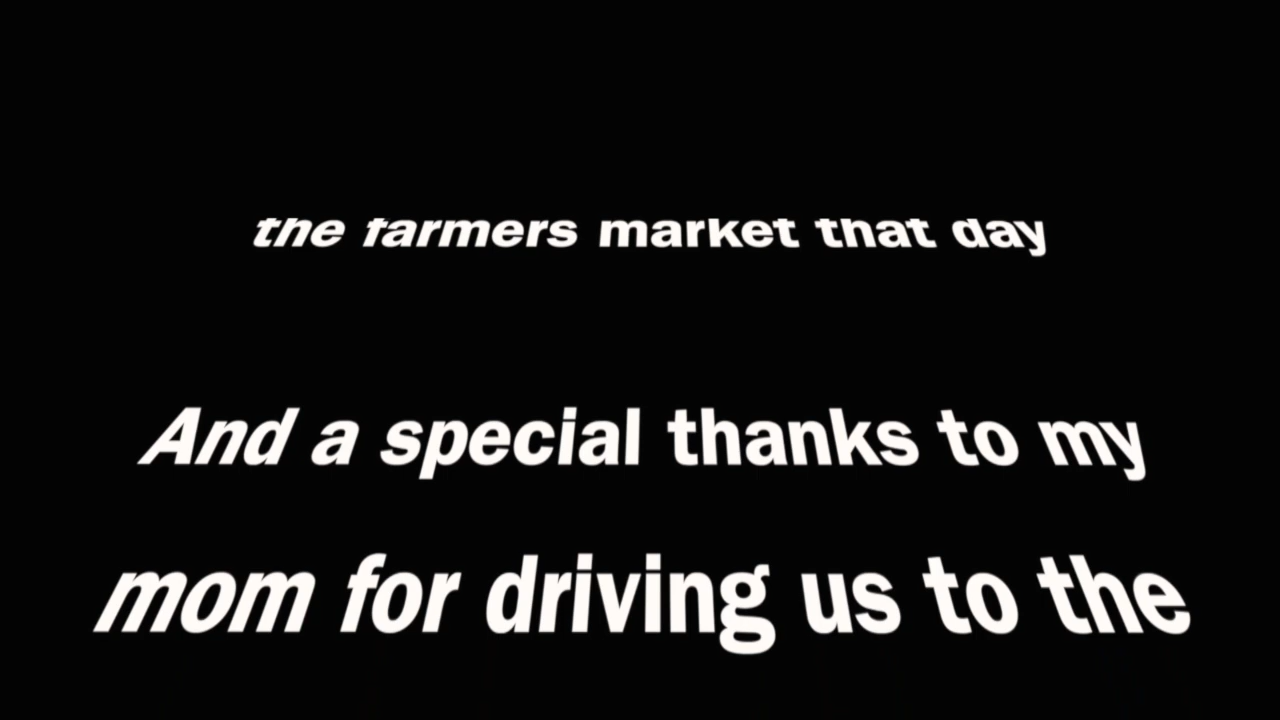 the farmers market that day
And a special thanks to my
mom for driving us to the